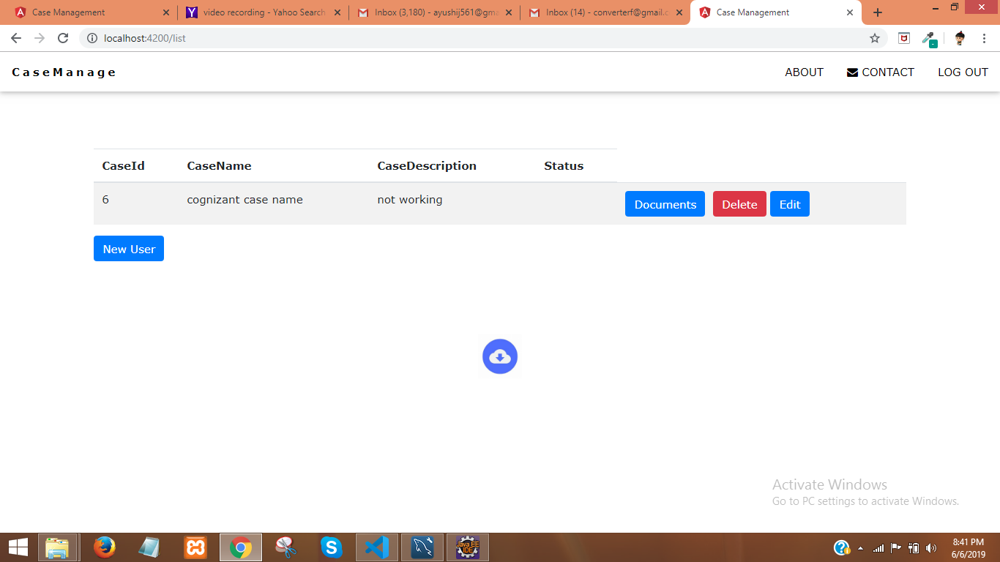 Case Management
video recording - Yahoo Search
Inbox (3,180) - ayushij561@gma
Inbox (14) - converterf@gmail.c
Case Management
localhost:4200/list
CaseManage
ABOUT
CONTACT
LOG OUT
CaseId CaseName CaseDescription Status
6 cognizant case name not working Documents Delete Edit
New User
Activate Windows
Go to PC settings to activate Windows.
Java EE
IDE
8:41 PM
6/6/2019